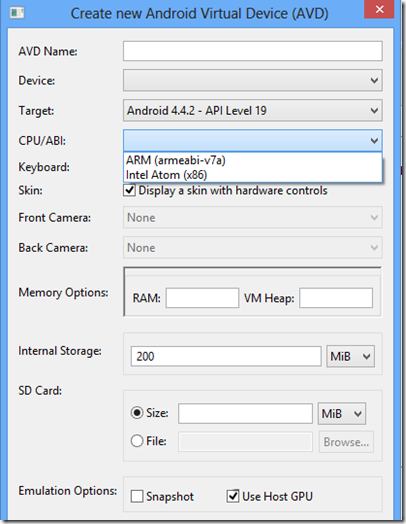 Create new Android Virtual Device (AVD)
AVD Name:
Device:
Target: Android 4.4.2 - API Level 19
CPU/ABI:
ARM (armeabi-v7a)
Keyboard:
Intel Atom (x86)
Skin: Display a skin with hardware controls
Front Camera: None
Back Camera: None
Memory Options: RAM: VM Heap:
Internal Storage: 200 MiB
SD Card:
Size: MiB
File: Browse...
Emulation Options: Snapshot Use Host GPU